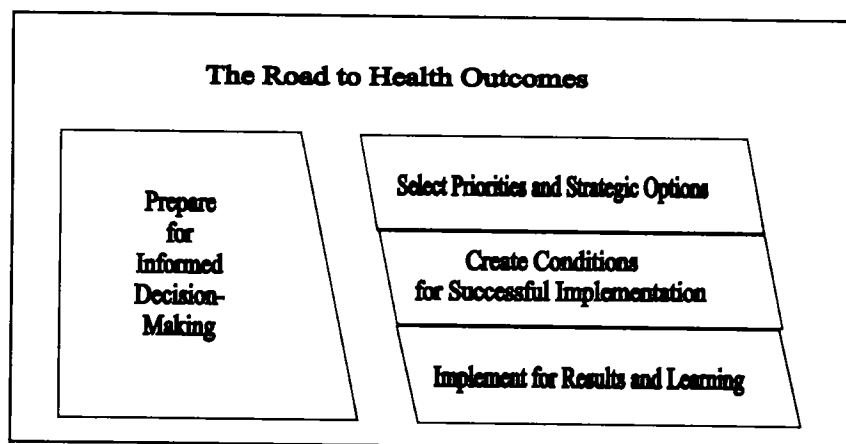 The Road to Health Outcomes
Prepare
for
Informed
Decision-
Making
Select Priorities and Strategic Options
Create Conditions
for Successful Implementation
Implement for Results and Learning